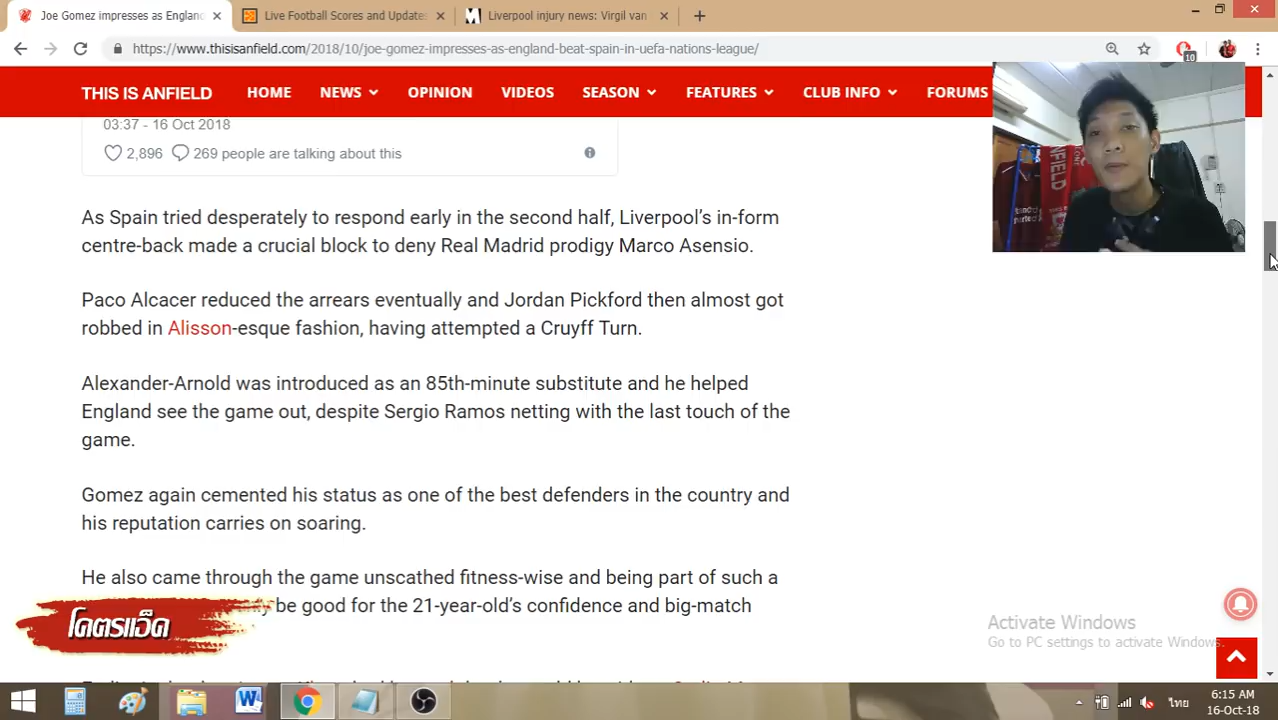 Joe Gomez impresses as Englan
Live Football Scores and Updates
Liverpool injury news: Virgil van
https://www.thisisanfield.com/2018/10/joe-gomez-impresses-as-england-beat-spain-in-uefa-nations-league/
10
THIS IS ANFIELD HOME NEWS OPINION VIDEOS SEASON FEATURES CLUB INFO FORUMS
03:37 - 16 Oct 2018
2,896 269 people are talking about this
As Spain tried desperately to respond early in the second half, Liverpool's in-form
centre-back made a crucial block to deny Real Madrid prodigy Marco Asensio.
Paco Alcacer reduced the arrears eventually and Jordan Pickford then almost got
robbed in Alisson-esque fashion, having attempted a Cruyff Turn.
Alexander-Arnold was introduced as an 85th-minute substitute and he helped
England see the game out, despite Sergio Ramos netting with the last touch of the
game.
Gomez again cemented his status as one of the best defenders in the country and
his reputation carries on soaring.
He also came through the game unscathed fitness-wise and being part of such a
be good for the 21-year-old's confidence and big-match
โคตรแอ็ด
Activate Windows
Go to PC settings to activate Windows.
ไทย
6:15 AM
16-Oct-18